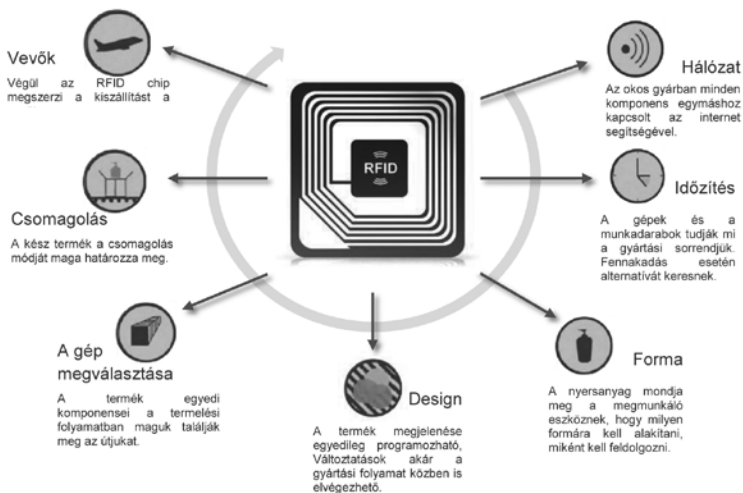 Vevők
Végül az RFID chip
megszerzi a kiszállítást a
RFID
Hálózat
Az okos gyárban minden
komponens egymáshoz
kapcsolt az internet
segítségével.
Csomagolás
A kész termék a csomagolás
módját maga határozza meg.
Időzítés
A gépek és a
munkadarabok tudják mi
a gyártási sorrendjük.
Fennakadás esetén
alternatívát keresnek.
A gép
megválasztása
A termék egyedi
komponensei a termelési
folyamatban maguk találják
meg az útjukat.
Design
A termék megjelenése
egyedileg programozható,
Változtatások akár a
gyártási folyamat közben is
elvégezhető.
Forma
A nyersanyag mondja
meg a megmunkáló
eszköznek, hogy milyen
formára kell alakítani,
miként kell feldolgozni.